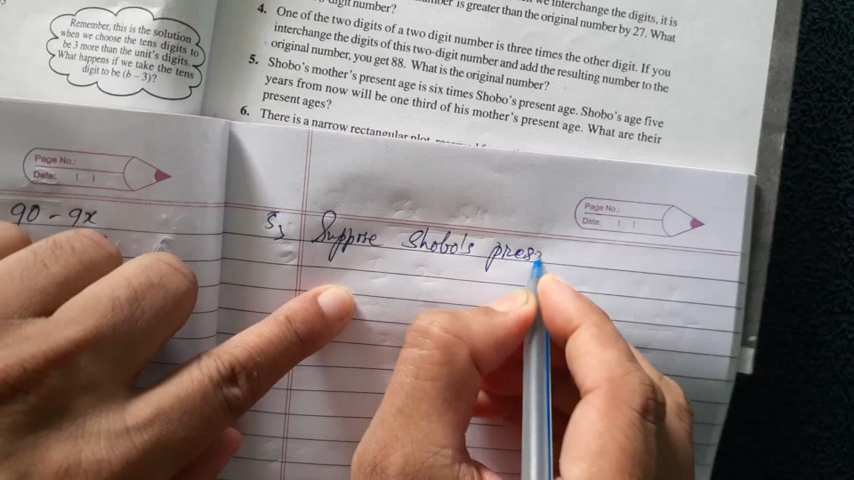 Remember, this is the solution
when we choose the tens digits to
be 3 more than the unit's digits.
What happens if we take the tens
digit to be (b – 3)?
we interchange the digits, it is
is greater than the original number by 27. What
digit number?
4. One of the two digits of a two digit number is three times the other digit. If you
interchange the digits of this two-digit number and add the resulting number to the
original number, you get 88. What is the original number?
5. Shobo's mother's present age is six times Shobo's present age. Shobo's age five
years from now will be one third of his mother's present age. What are their
present ages?
6. There is a narrow rectangular plot,
Page No.:
Date:
90 - 9x
Page No.:
Date:
5, Suppose Shobo's pres